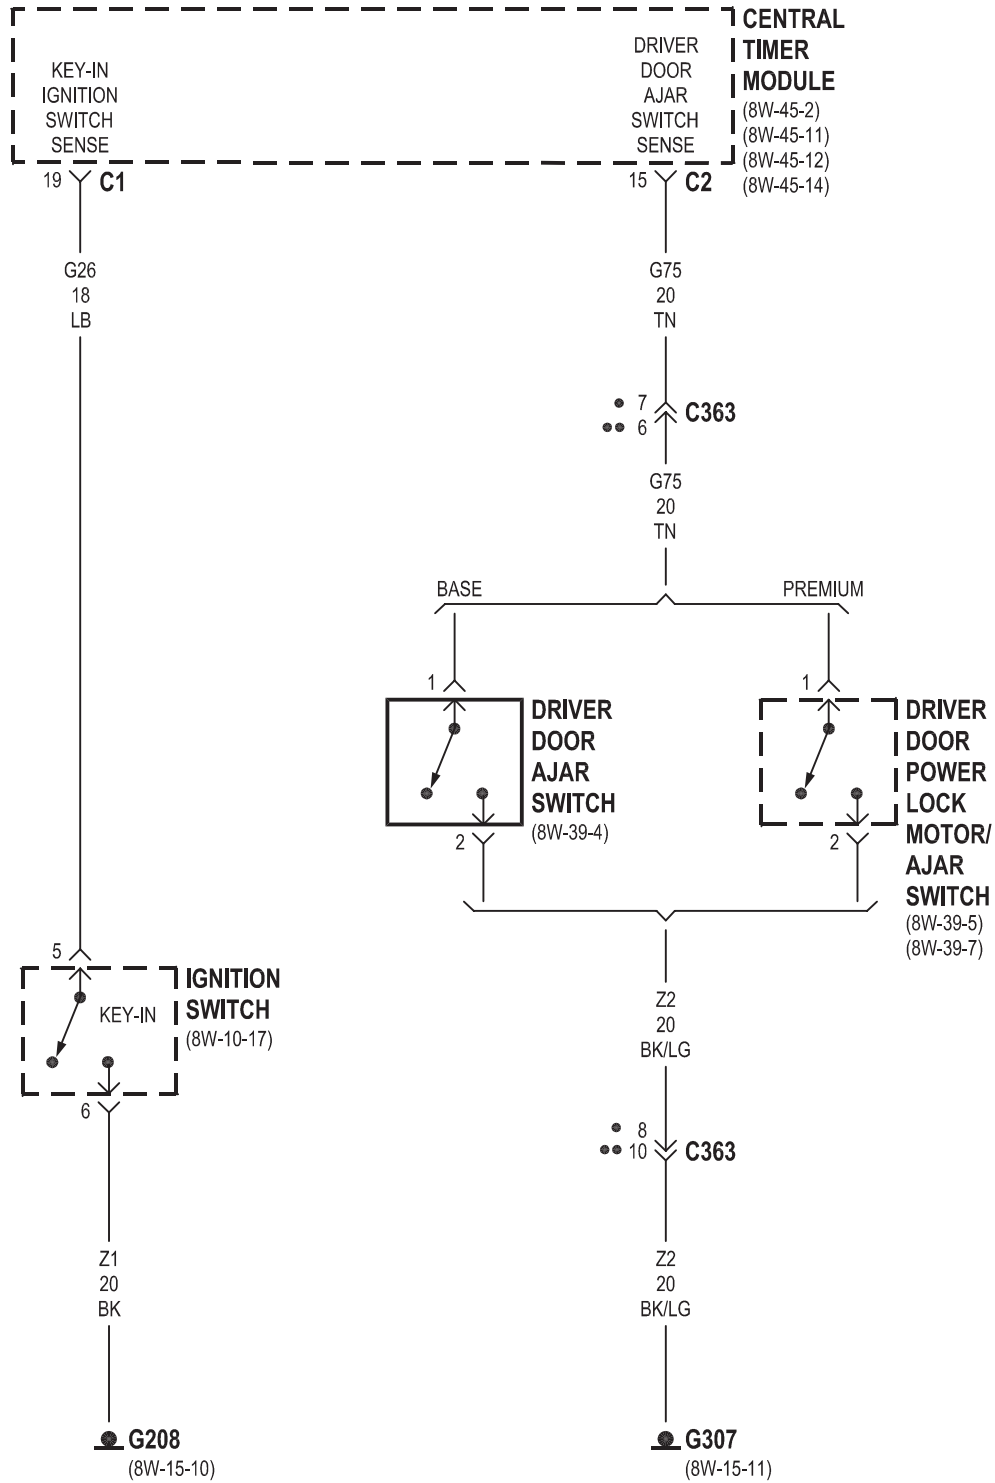 CENTRAL
TIMER
MODULE
(8W-45-2)
(8W-45-11)
(8W-45-12)
(8W-45-14)
KEY-IN
IGNITION
SWITCH
SENSE
DRIVER
DOOR
AJAR
SWITCH
SENSE
19 C1
15 C2
G26
18
LB
G75
20
TN
7
6
C363
G75
20
TN
BASE
PREMIUM
1
1
DRIVER
DOOR
AJAR
SWITCH
(8W-39-4)
DRIVER
DOOR
POWER
LOCK
MOTOR/
AJAR
SWITCH
(8W-39-5)
(8W-39-7)
2
2
5
IGNITION
SWITCH
(8W-10-17)
KEY-IN
6
Z2
20
BK/LG
8
10
C363
Z1
20
BK
Z2
20
BK/LG
G208
(8W-15-10)
G307
(8W-15-11)